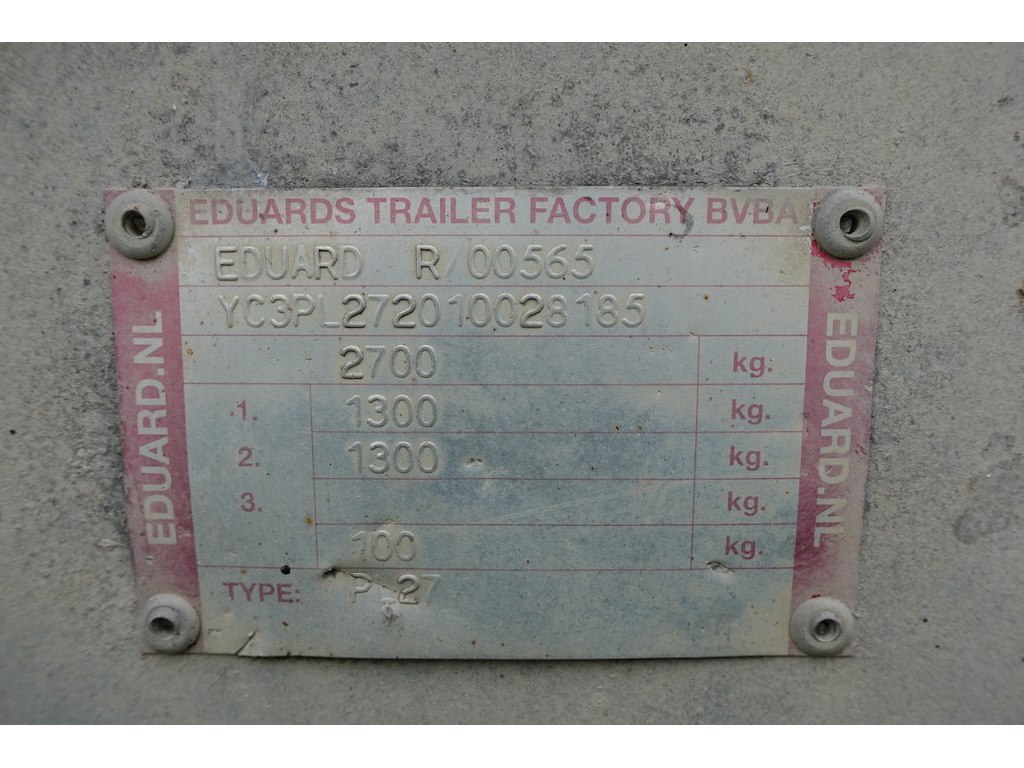 EDUARDS TRAILER FACTORY BVBA
EDUARD R/00565
YC3PL272010028185
2700 kg.
1. 1300 kg.
2. 1300 kg.
3. kg.
100 kg.
TYPE: PL27
EDUARD.NL
EDUARD.NL